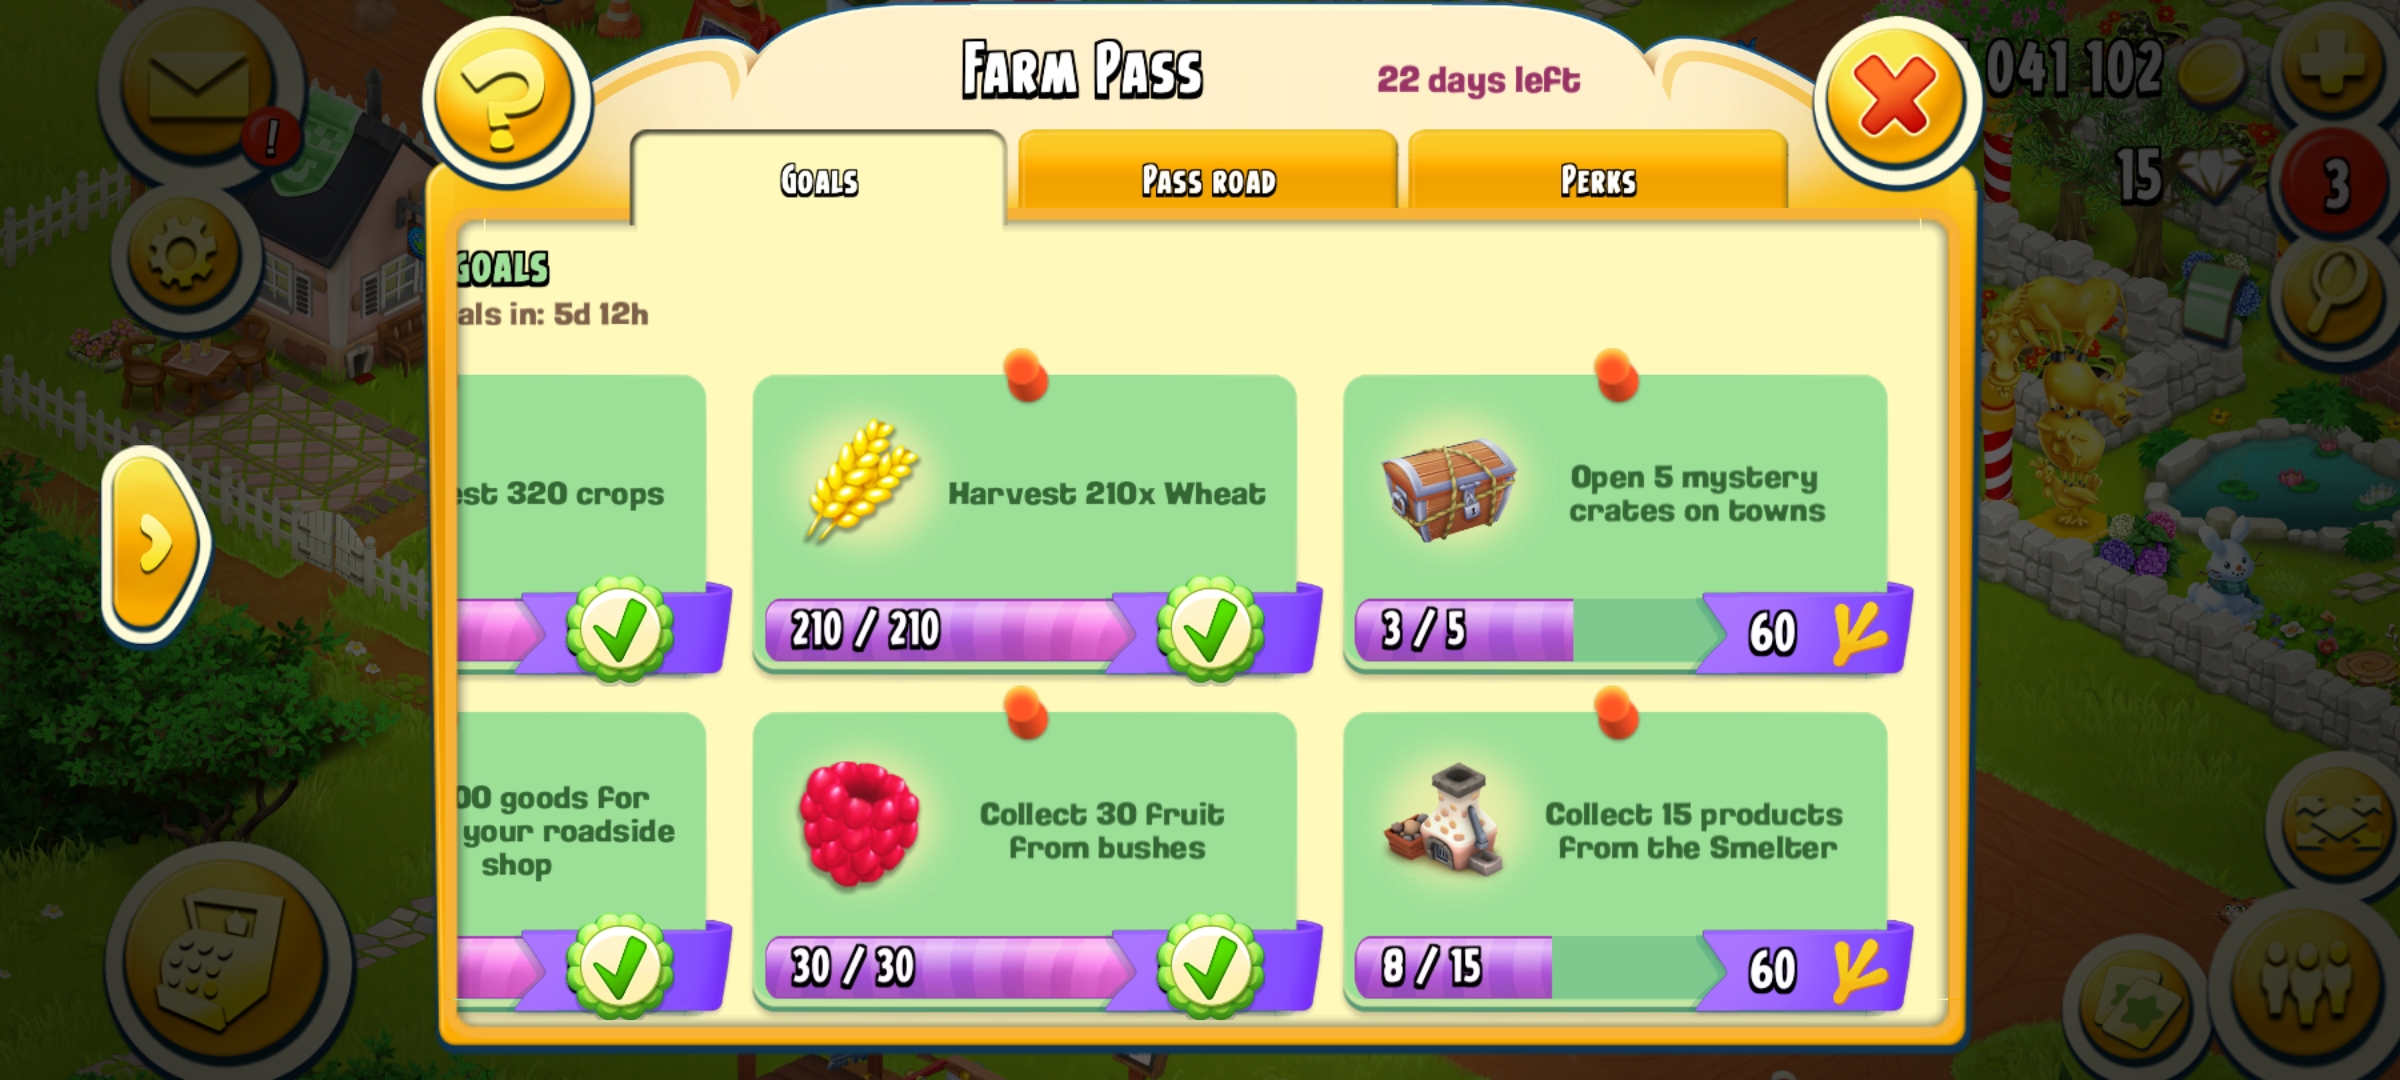 FARM PASS
22 days left
041 102
15
3
!
GOALS
PASS ROAD
PERKS
GOALS
als in: 5d 12h
est 320 crops
Harvest 210x Wheat
210 / 210
Open 5 mystery
crates on towns
3 / 5
60
00 goods for
your roadside
shop
Collect 30 fruit
from bushes
30 / 30
Collect 15 products
from the Smelter
8 / 15
60